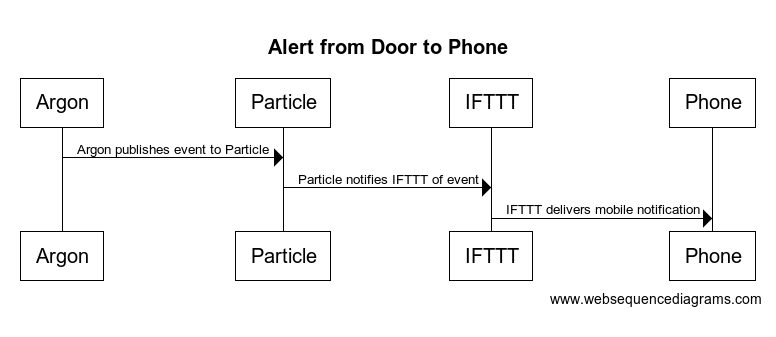 Alert from Door to Phone
Argon
Particle
IFTTT
Phone
Argon publishes event to Particle
Particle notifies IFTTT of event
IFTTT delivers mobile notification
Argon
Particle
IFTTT
Phone
www.websequencediagrams.com